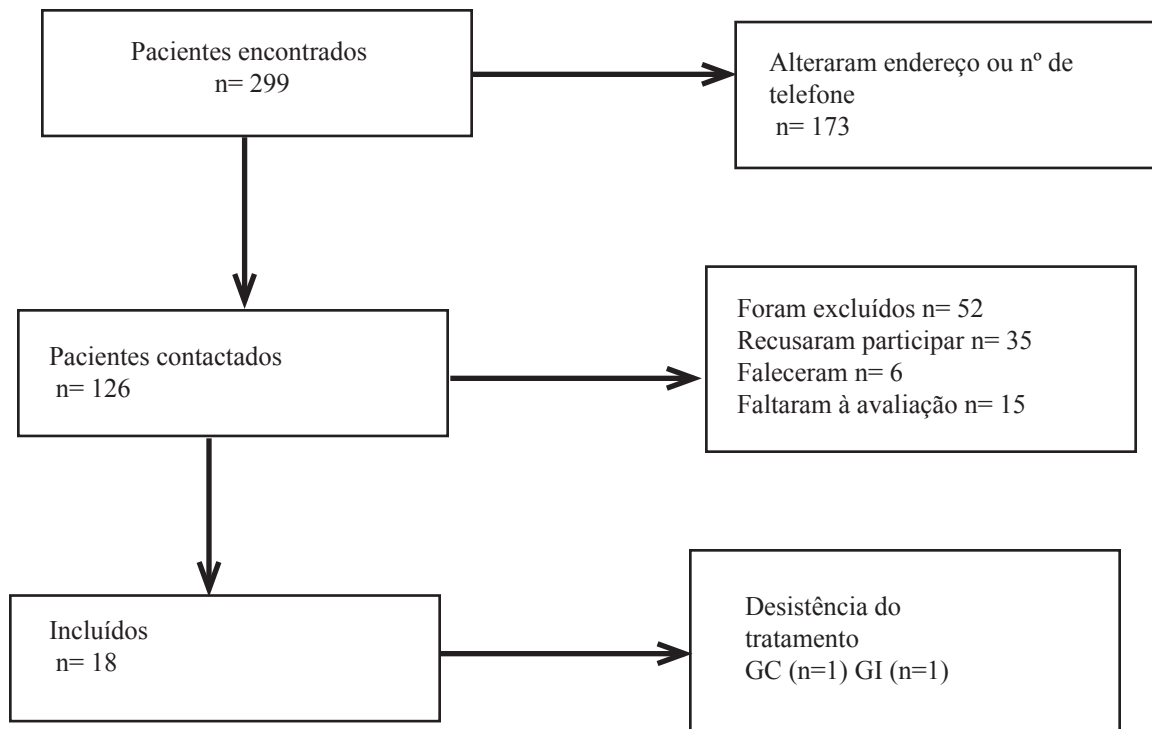 Pacientes encontrados
n= 299
Alteraram endereço ou nº de
telefone
n= 173
Pacientes contactados
n= 126
Foram excluídos n= 52
Recusaram participar n= 35
Faleceram n= 6
Faltaram à avaliação n= 15
Incluídos
n= 18
Desistência do
tratamento
GC (n=1) GI (n=1)